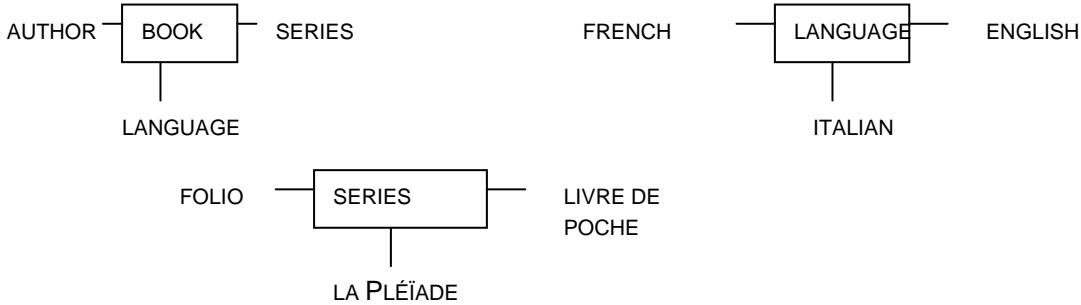 AUTHOR BOOK SERIES FRENCH LANGUAGE ENGLISH
LANGUAGE ITALIAN
FOLIO SERIES LIVRE DE
POCHE
LA PLÉÏADE